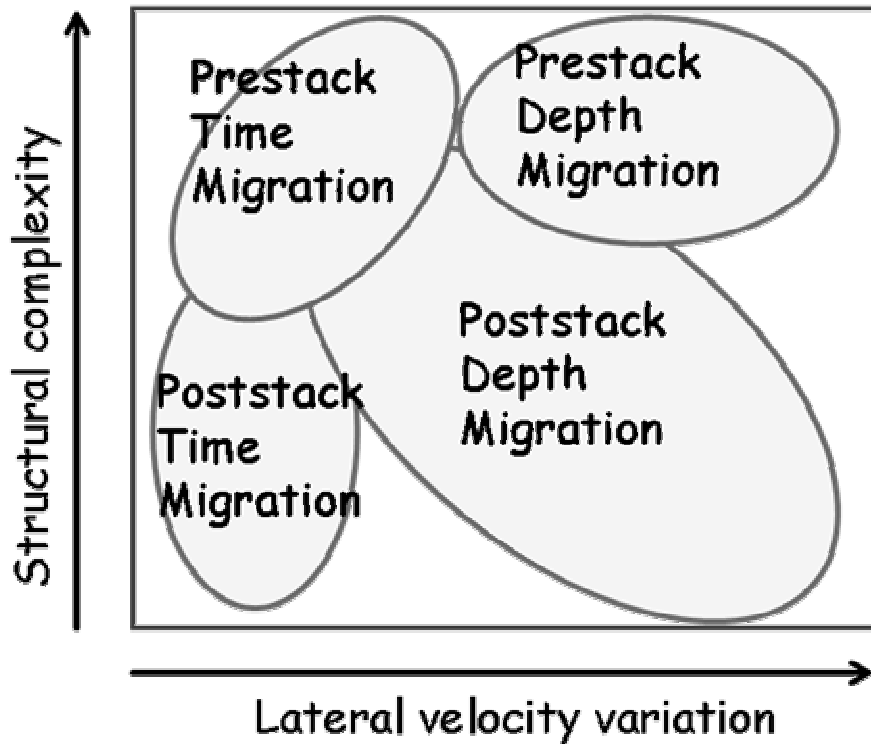 Structural complexity
Prestack
Time
Migration
Prestack
Depth
Migration
Poststack
Time
Migration
Poststack
Depth
Migration
Lateral velocity variation